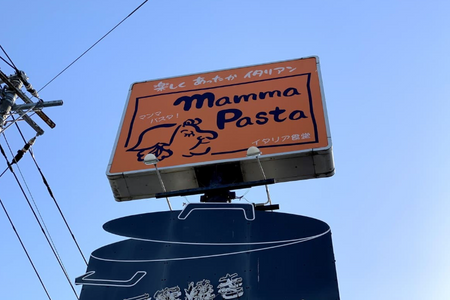 楽しく あったか イタリアン
mamma
Pasta
マンマ
パスタ!
イタリア食堂